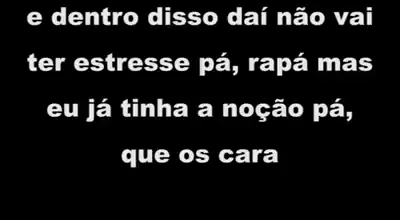 e dentro disso daí não vai
ter estresse pá, rapá mas
eu já tinha a noção pá,
que os cara